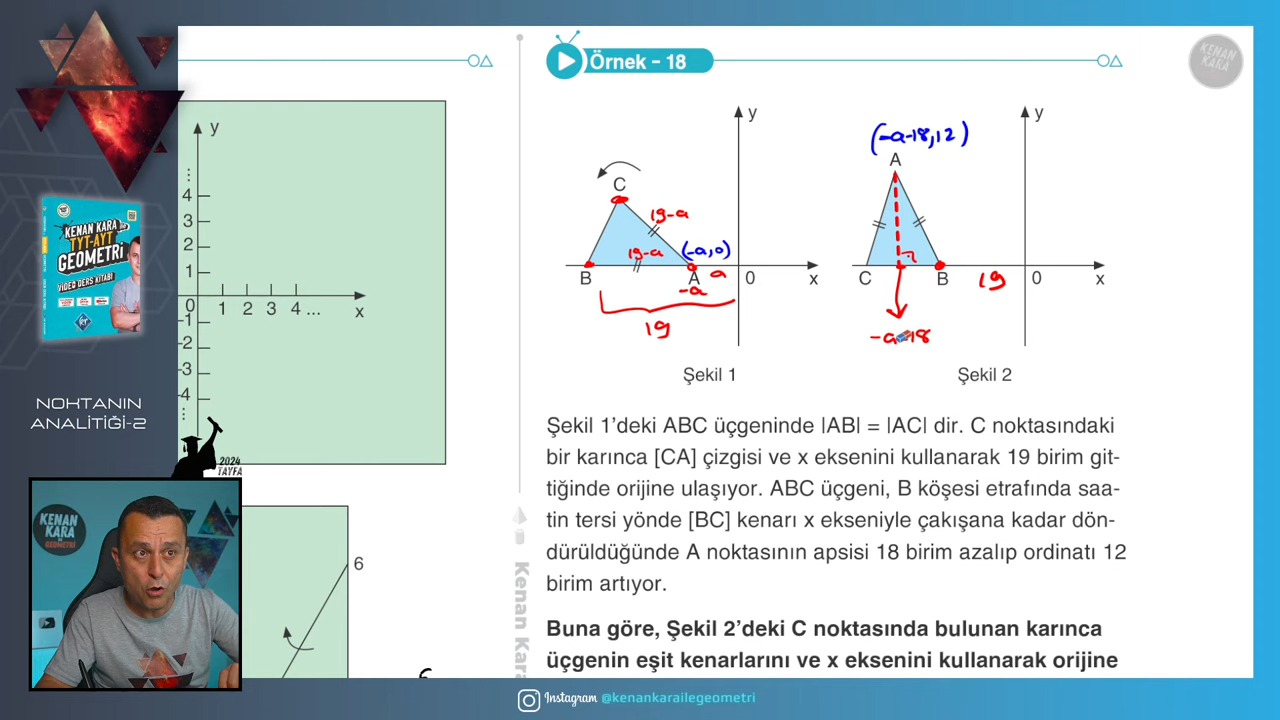 KENAN KARA
TYT-AYT
GEOMETRİ
VİDEO DERS KİTABI
NOKTANIN
ANALİTİĞİ-2
2024
TAYFA
KENAN
KARA
GEOMETRİ
y
4
3
2
1
0
1 2 3 4 ...
x
-1
-2
-3
-4
6
Kenan Kara
Örnek - 18
KENAN
KARA
y
C
19-a
19-a
(-a,0)
B
A
a
0
x
-a
19
Şekil 1
(-a-18,12)
y
A
C
B
19
0
x
-a-18
Şekil 2
Şekil 1'deki ABC üçgeninde |AB| = |AC| dir. C noktasındaki
bir karınca [CA] çizgisi ve x eksenini kullanarak 19 birim git-
tiğinde orijine ulaşıyor. ABC üçgeni, B köşesi etrafında saa-
tin tersi yönde [BC] kenarı x ekseniyle çakışana kadar dön-
dürüldüğünde A noktasının apsisi 18 birim azalıp ordinatı 12
birim artıyor.
Buna göre, Şekil 2'deki C noktasında bulunan karınca
üçgenin eşit kenarlarını ve x eksenini kullanarak orijine
Instagram @kenankarailegeometri